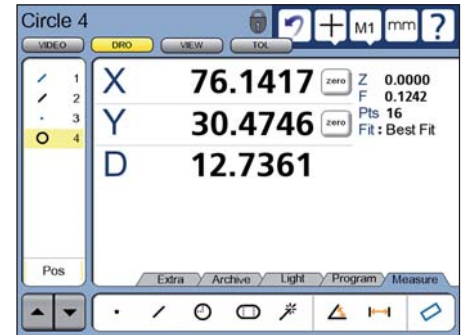 Circle 4
M1 mm ?
VIDEO DRO VIEW TOL
1
2
3
4
X 76.1417 zero
Y 30.4746 zero
D 12.7361
Z 0.0000
F 0.1242
Pts 16
Fit : Best Fit
Pos
Extra Archive Light Program Measure